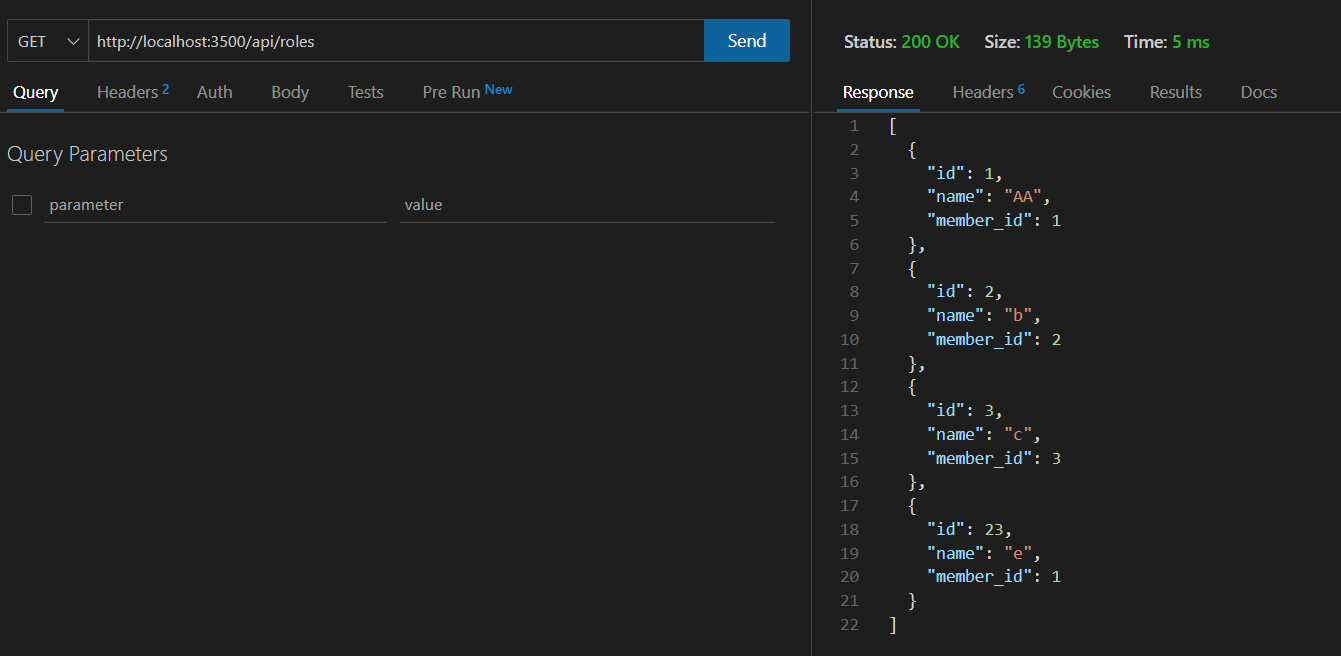 GET http://localhost:3500/api/roles Send
Query Headers 2 Auth Body Tests Pre Run New
Query Parameters
parameter value
Status: 200 OK Size: 139 Bytes Time: 5 ms
Response Headers 6 Cookies Results Docs
1 [
2 {
3 "id": 1,
4 "name": "AA",
5 "member_id": 1
6 },
7 {
8 "id": 2,
9 "name": "b",
10 "member_id": 2
11 },
12 {
13 "id": 3,
14 "name": "c",
15 "member_id": 3
16 },
17 {
18 "id": 23,
19 "name": "e",
20 "member_id": 1
21 }
22 ]